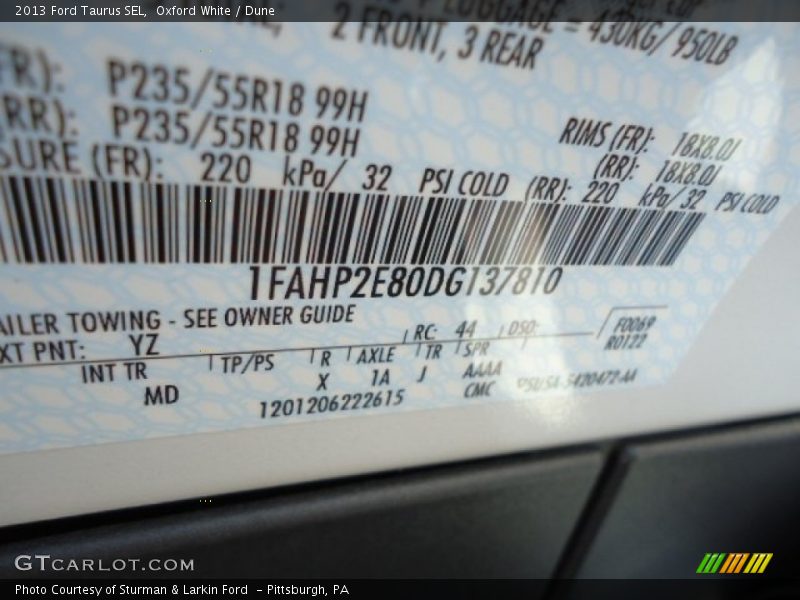 2013 Ford Taurus SEL, Oxford White / Dune
LUGGAGE = 430KG/ 950LB
2 FRONT, 3 REAR
FR): P235/55R18 99H
RIMS (FR): 18X8.0J
RR): P235/55R18 99H
(RR): 18X8.0J
SURE (FR): 220 kPa/ 32 PSI COLD (RR): 220 kPa/32 PSI COLD
1FAHP2E80DG137810
AILER TOWING - SEE OWNER GUIDE
XT PNT: YZ RC: 44 DSO: F0069
R0122
INT TR TP/PS R AXLE TR SPR
MD X 1A J AAAA
1201206222615 CMC
GTCARLOT.COM
Photo Courtesy of Sturman & Larkin Ford - Pittsburgh, PA